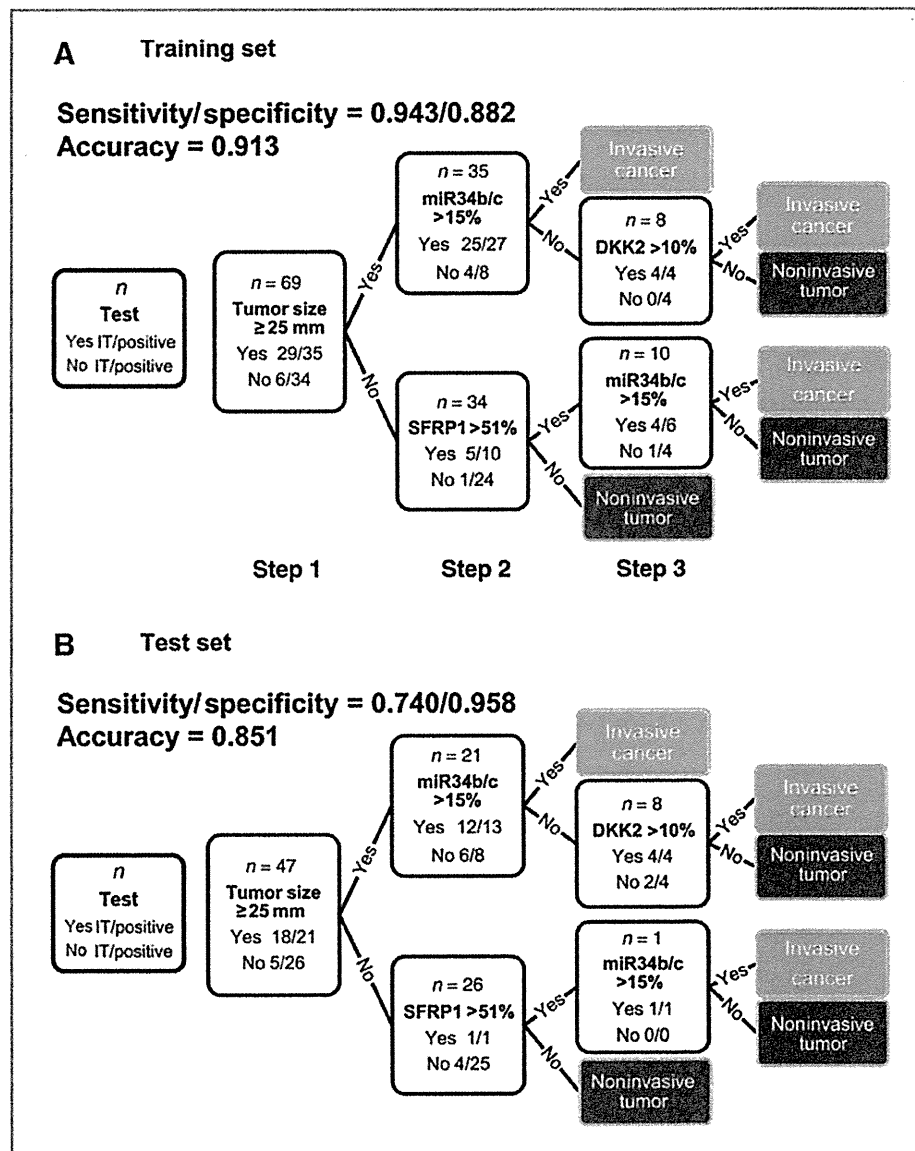 A Training set
Sensitivity/specificity = 0.943/0.882
Accuracy = 0.913
n
Test
Yes IT/positive
No IT/positive
n = 69
Tumor size
≥25 mm
Yes 29/35
No 6/34
Yes
No
n = 35
miR34b/c
>15%
Yes 25/27
No 4/8
Yes
No
n = 34
SFRP1 >51%
Yes 5/10
No 1/24
Yes
No
Invasive
cancer
n = 8
DKK2 >10%
Yes 4/4
No 0/4
Yes
No
n = 10
miR34b/c
>15%
Yes 4/6
No 1/4
Yes
No
Noninvasive
tumor
Invasive
cancer
Noninvasive
tumor
Invasive
cancer
Noninvasive
tumor
Step 1 Step 2 Step 3
B Test set
Sensitivity/specificity = 0.740/0.958
Accuracy = 0.851
n
Test
Yes IT/positive
No IT/positive
n = 47
Tumor size
≥25 mm
Yes 18/21
No 5/26
Yes
No
n = 21
miR34b/c
>15%
Yes 12/13
No 6/8
Yes
No
n = 26
SFRP1 >51%
Yes 1/1
No 4/25
Yes
No
Invasive
cancer
n = 8
DKK2 >10%
Yes 4/4
No 2/4
Yes
No
n = 1
miR34b/c
>15%
Yes 1/1
No 0/0
Yes
No
Noninvasive
tumor
Invasive
cancer
Noninvasive
tumor
Invasive
cancer
Noninvasive
tumor